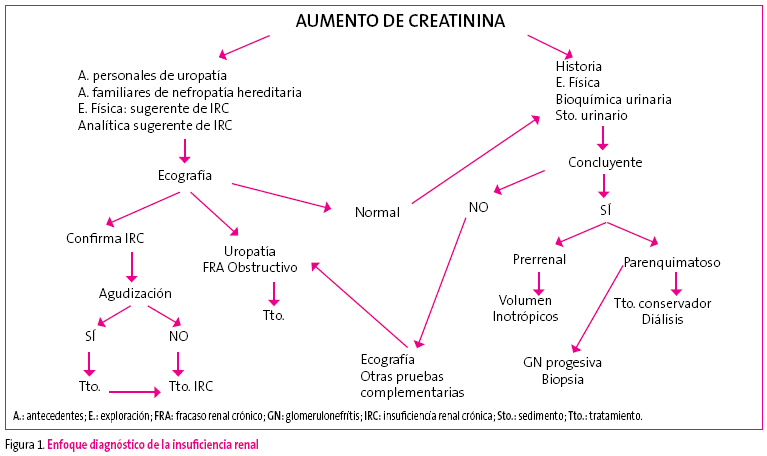 AUMENTO DE CREATININA
A. personales de uropatía
A. familiares de nefropatía hereditaria
E. Física: sugerente de IRC
Analítica sugerente de IRC
Historia
E. Física
Bioquímica urinaria
Sto. urinario
Ecografía
Concluyente
Normal
NO
SÍ
Confirma IRC
Uropatía
FRA Obstructivo
Prerrenal
Parenquimatoso
Agudización
Tto.
Volumen
Inotrópicos
Tto. conservador
Diálisis
SÍ
NO
Ecografía
Otras pruebas
complementarias
GN progesiva
Biopsia
Tto.
Tto. IRC
A.: antecedentes; E.: exploración; FRA: fracaso renal crónico; GN: glomerulonefritis; IRC: insuficiencia renal crónica; Sto.: sedimento; Tto.: tratamiento.
Figura 1. Enfoque diagnóstico de la insuficiencia renal